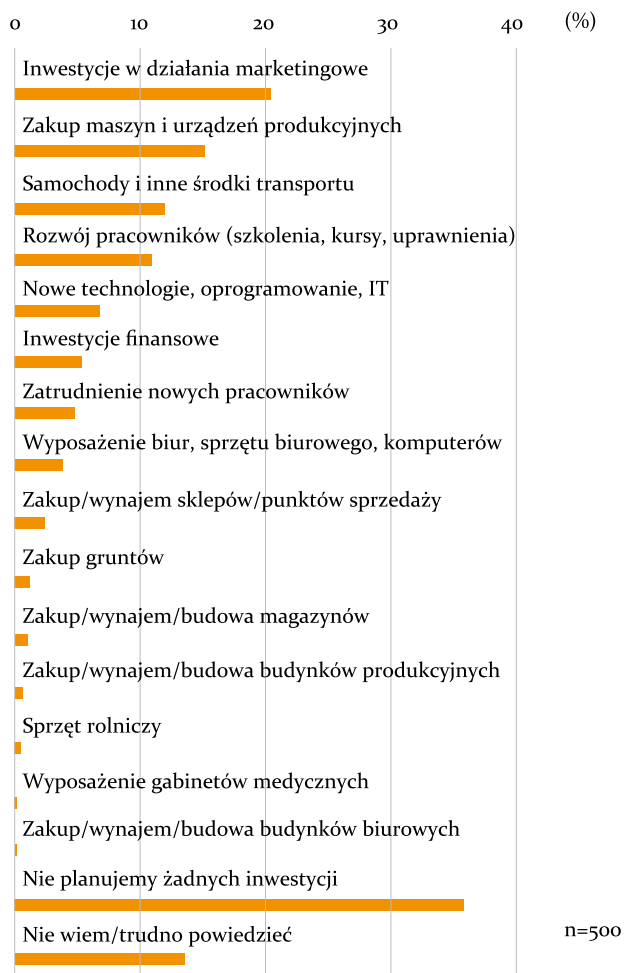 0 10 20 30 40 (%)
Inwestycje w działania marketingowe
Zakup maszyn i urządzeń produkcyjnych
Samochody i inne środki transportu
Rozwój pracowników (szkolenia, kursy, uprawnienia)
Nowe technologie, oprogramowanie, IT
Inwestycje finansowe
Zatrudnienie nowych pracowników
Wyposażenie biur, sprzętu biurowego, komputerów
Zakup/wynajem sklepów/punktów sprzedaży
Zakup gruntów
Zakup/wynajem/budowa magazynów
Zakup/wynajem/budowa budynków produkcyjnych
Sprzęt rolniczy
Wyposażenie gabinetów medycznych
Zakup/wynajem/budowa budynków biurowych
Nie planujemy żadnych inwestycji
Nie wiem/trudno powiedzieć
n=500